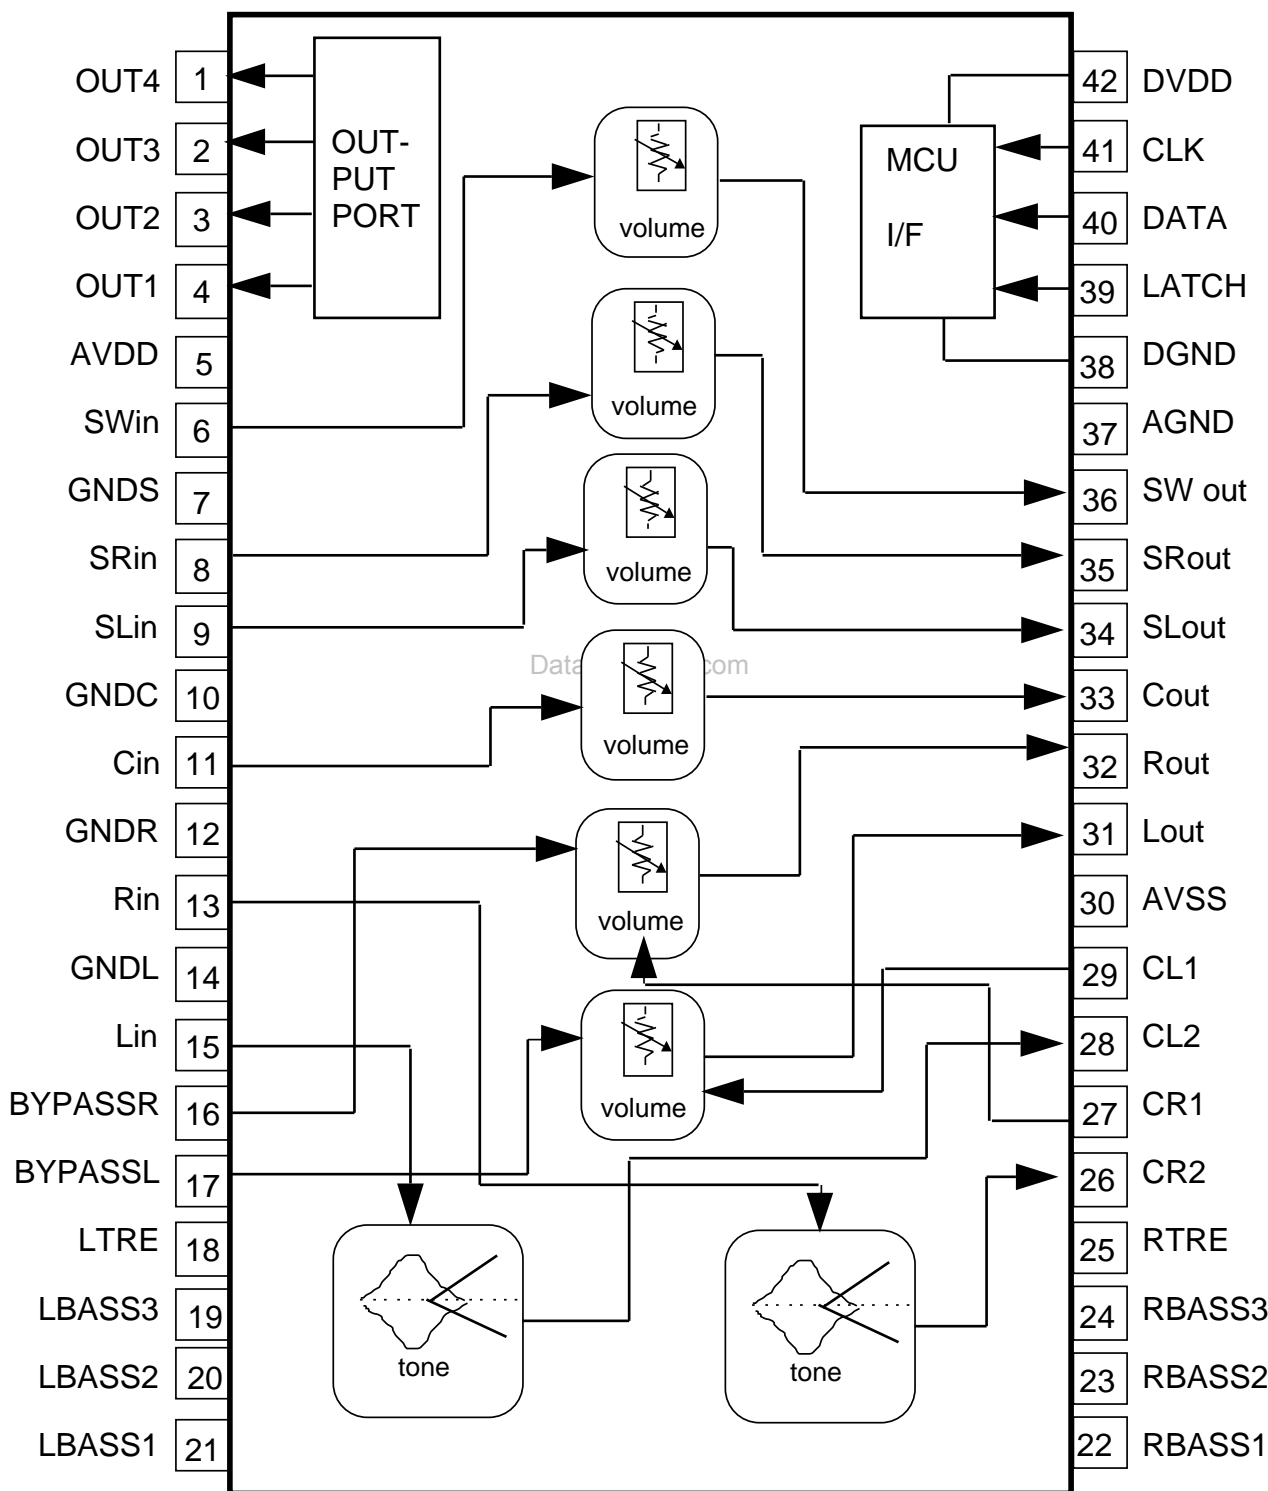 OUT4 1
OUT3 2
OUT2 3
OUT1 4
AVDD 5
SWin 6
GNDS 7
SRin 8
SLin 9
GNDC 10
Cin 11
GNDR 12
Rin 13
GNDL 14
Lin 15
BYPASSR 16
BYPASSL 17
LTRE 18
LBASS3 19
LBASS2 20
LBASS1 21
OUT-
PUT
PORT
volume
volume
volume
Data com
volume
volume
volume
tone
tone
MCU
I/F
42 DVDD
41 CLK
40 DATA
39 LATCH
38 DGND
37 AGND
36 SW out
35 SRout
34 SLout
33 Cout
32 Rout
31 Lout
30 AVSS
29 CL1
28 CL2
27 CR1
26 CR2
25 RTRE
24 RBASS3
23 RBASS2
22 RBASS1